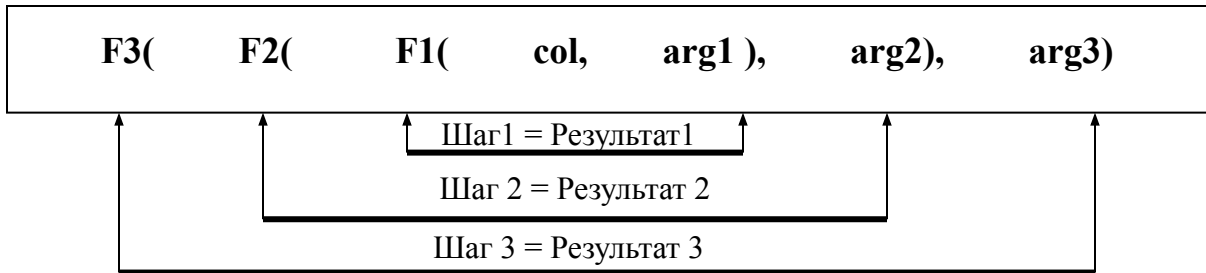 F3( F2( F1( col, arg1 ), arg2), arg3)
Шаг1 = Результат1
Шаг 2 = Результат 2
Шаг 3 = Результат 3